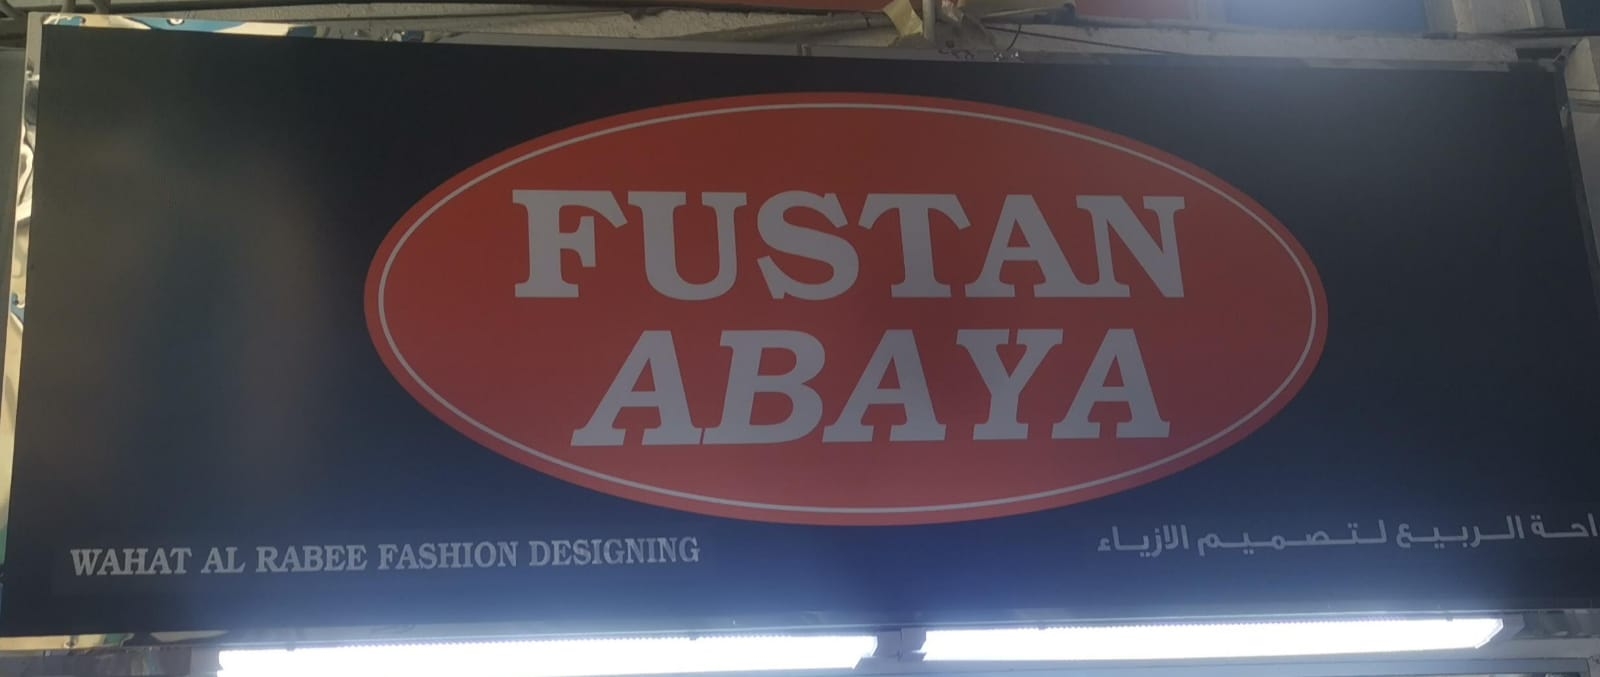 FUSTAN
ABAYA
WAHAT AL RABEE FASHION DESIGNING
الربيع لتصميم الازياء